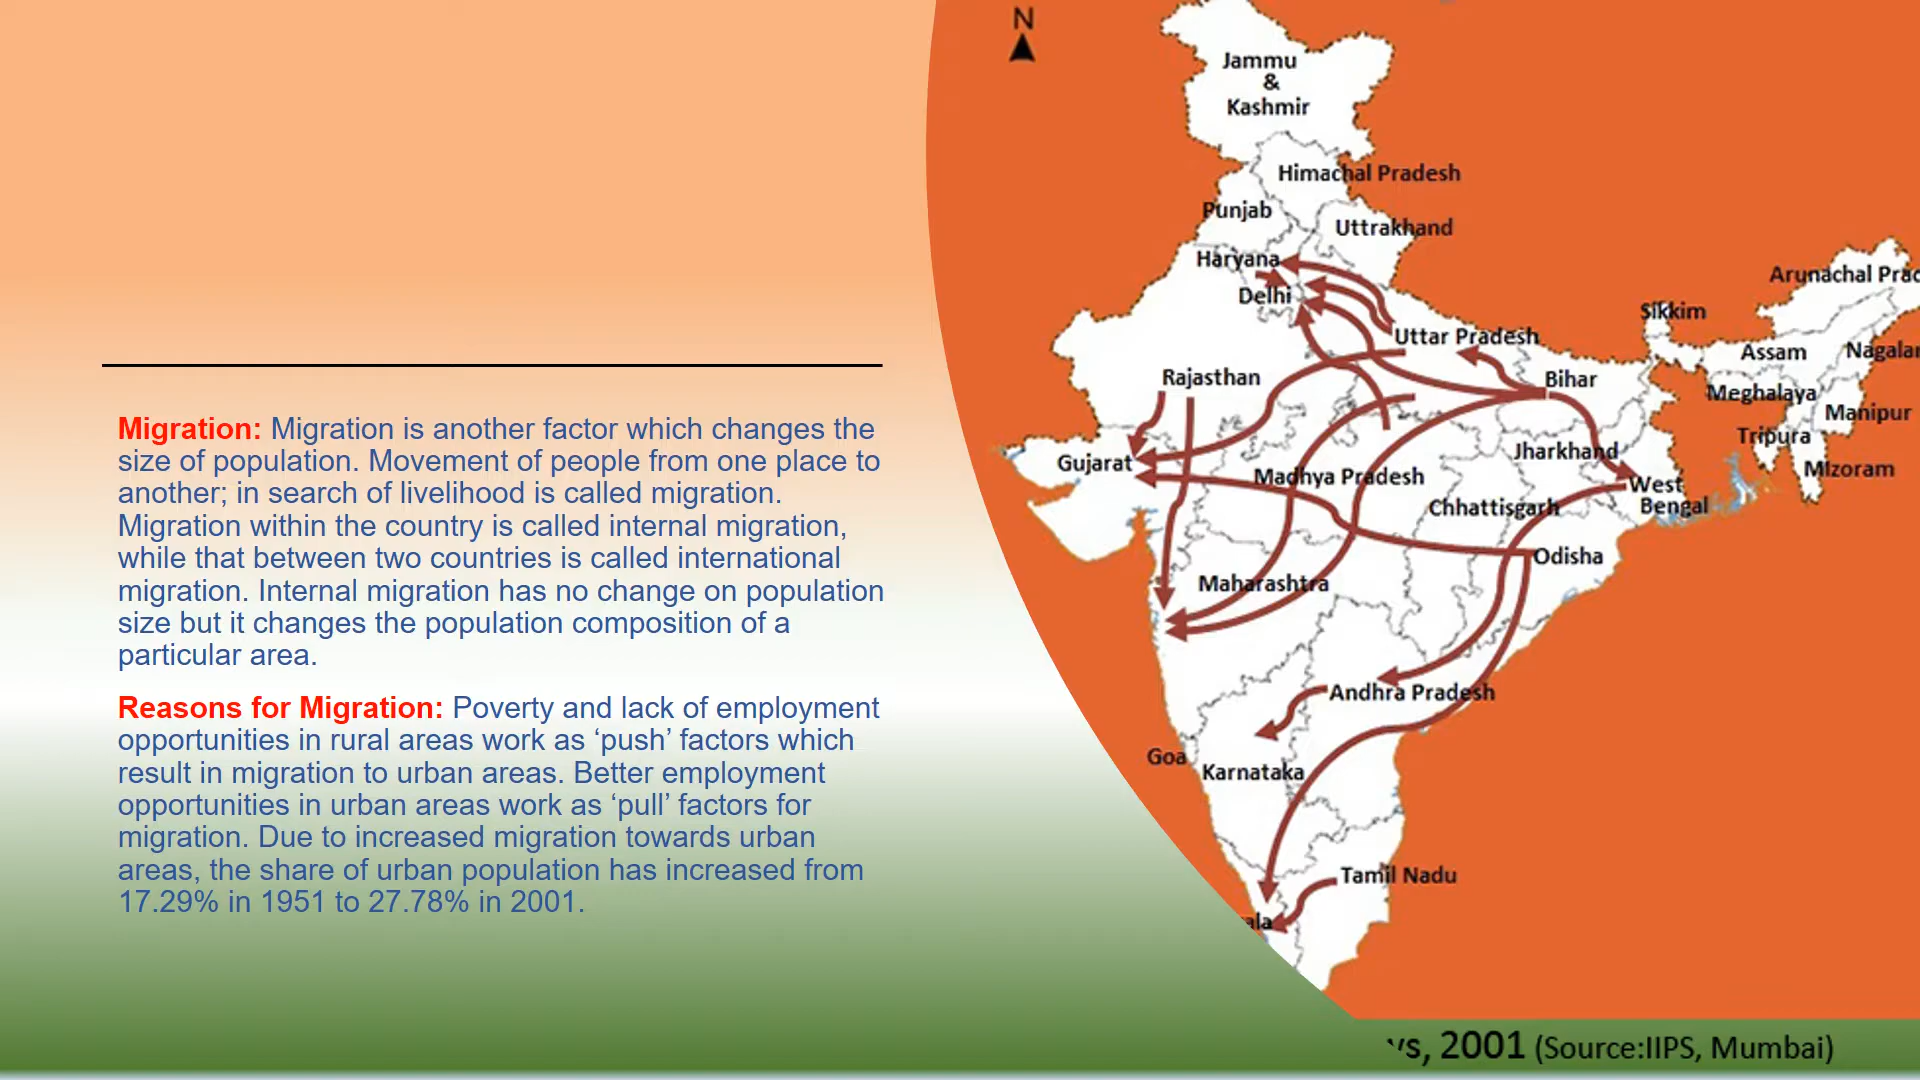 Migration: Migration is another factor which changes the
size of population. Movement of people from one place to
another; in search of livelihood is called migration.
Migration within the country is called internal migration,
while that between two countries is called international
migration. Internal migration has no change on population
size but it changes the population composition of a
particular area.
Reasons for Migration: Poverty and lack of employment
opportunities in rural areas work as ‘push’ factors which
result in migration to urban areas. Better employment
opportunities in urban areas work as ‘pull’ factors for
migration. Due to increased migration towards urban
areas, the share of urban population has increased from
17.29% in 1951 to 27.78% in 2001.
N
Jammu
&
Kashmir
Himachal Pradesh
Punjab
Uttrakhand
Haryana
Delhi
Arunachal
Sikkim
Uttar Pradesh
Assam
Rajasthan
Bihar
Meghalaya
Manipur
Tripura
Jharkhand
Gujarat
Madhya Pradesh
MIzoram
West
Bengal
Chhattisgarh
Odisha
Maharashtra
Andhra Pradesh
Goa
Karnataka
Tamil Nadu
2001 (Source:IIPS, Mumbai)